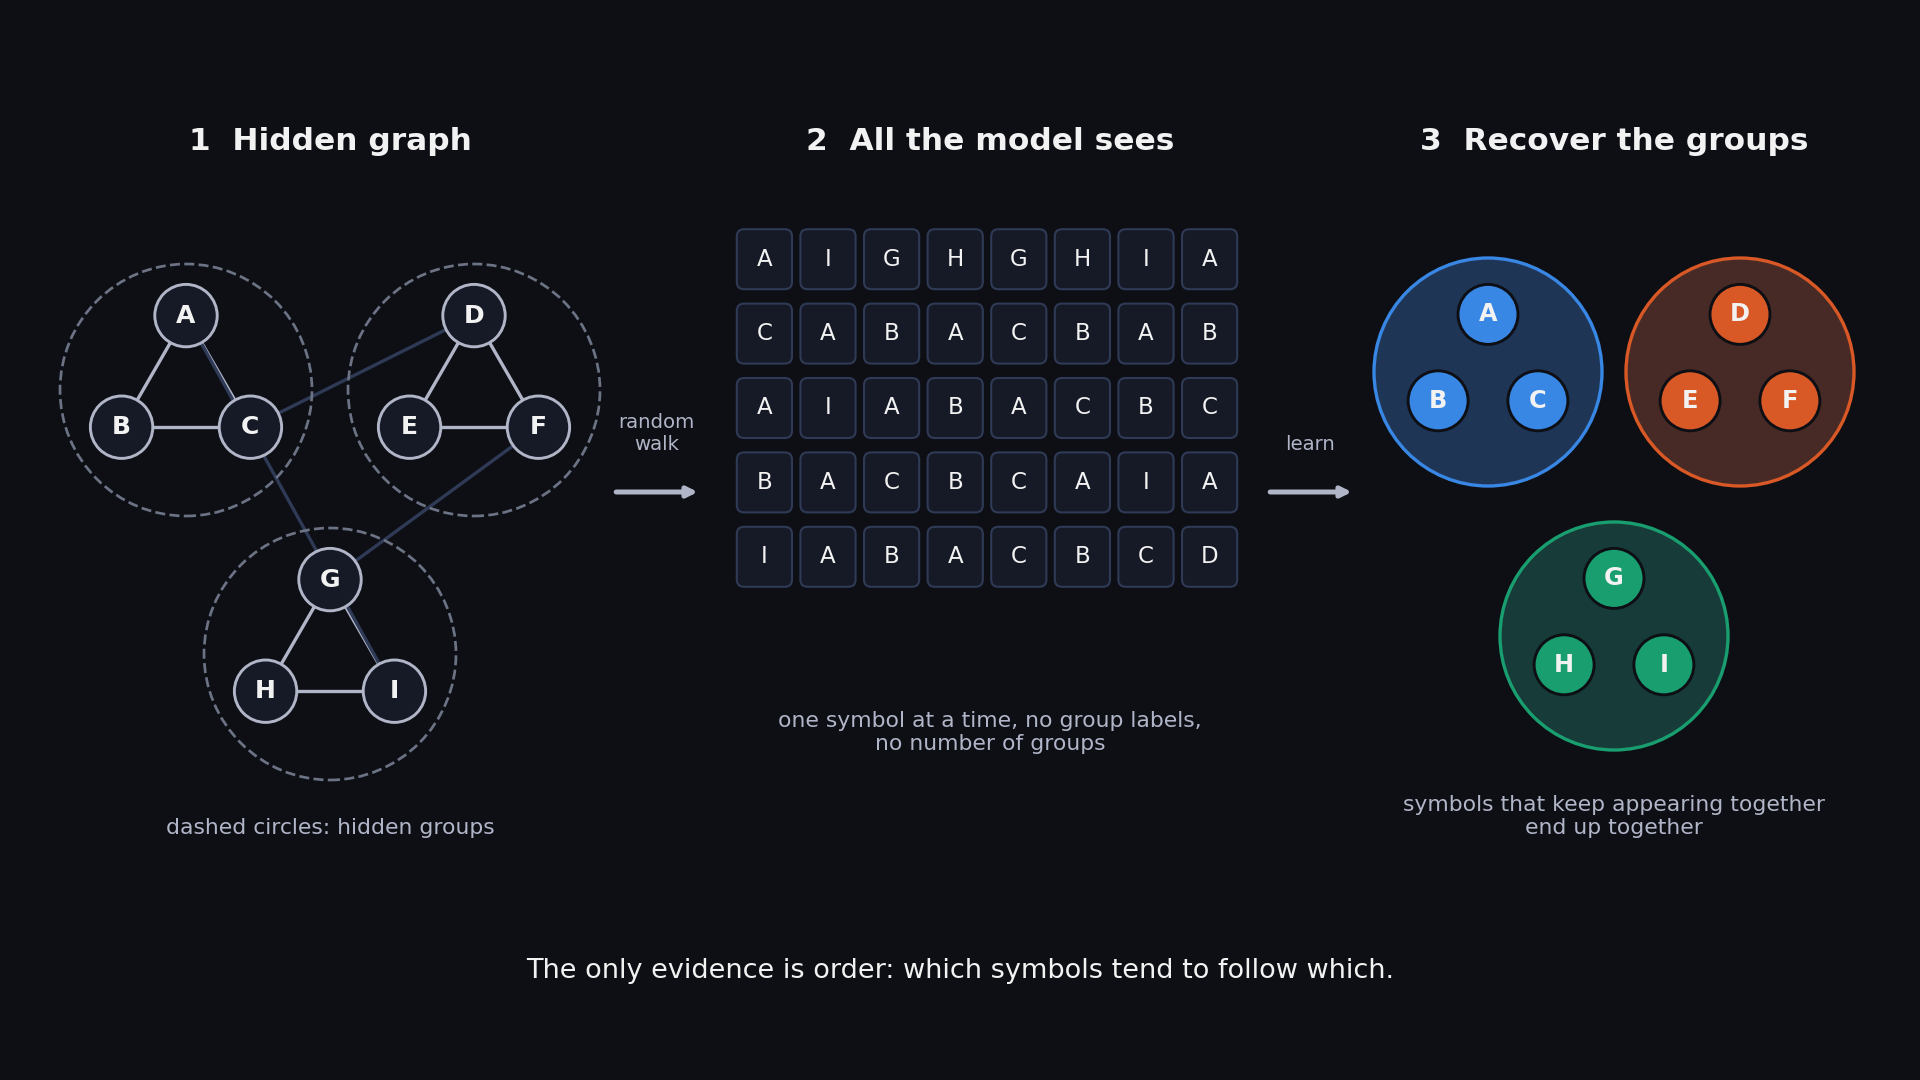 1 Hidden graph
A
D
B
C
E
F
G
H
I
dashed circles: hidden groups
random
walk
2 All the model sees
A I G H G H I A
C A B A C B A B
A I A B A C B C
B A C B C A I A
I A B A C B C D
one symbol at a time, no group labels,
no number of groups
learn
3 Recover the groups
A
D
B
C
E
F
G
H
I
symbols that keep appearing together
end up together
The only evidence is order: which symbols tend to follow which.